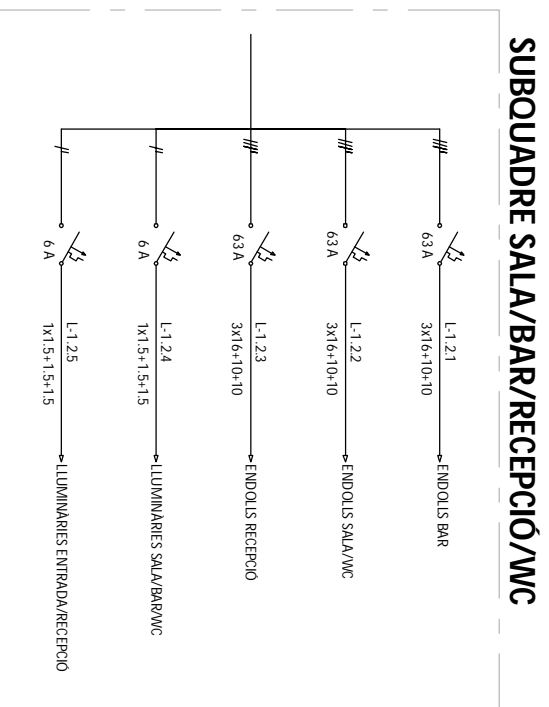 SUBQUADRE SALA/BAR/RECEPCIÓ/WC
63 A
L-1.2.1
3x16+10+10
ENDOLLS BAR
63 A
L-1.2.2
3x16+10+10
ENDOLLS SALA/WC
63 A
L-1.2.3
3x16+10+10
ENDOLLS RECEPCIÓ
6 A
L-1.2.4
1x1.5+1.5+1.5
LLUMINÀRIES SALA/BAR/WC
6 A
L-1.2.5
1x1.5+1.5+1.5
LLUMINÀRIES ENTRADA/RECEPCIÓ